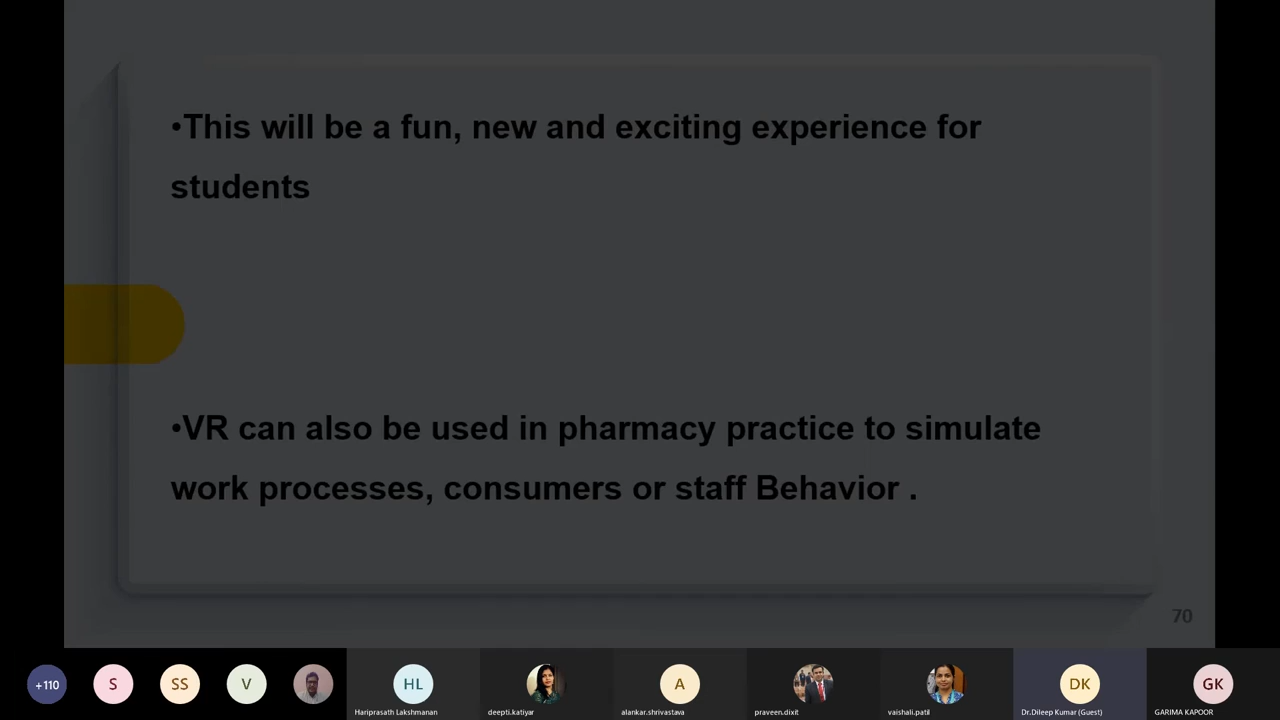 •This will be a fun, new and exciting experience for
students
•VR can also be used in pharmacy practice to simulate
work processes, consumers or staff Behavior .
70
+110
S
SS
V
HL
A
DK
GK
Hariprasath Lakshmanan
deepti.katiyar
alankar.shrivastava
praveen.dixit
vaishali.patil
Dr.Dileep Kumar (Guest)
GARIMA KAPOOR